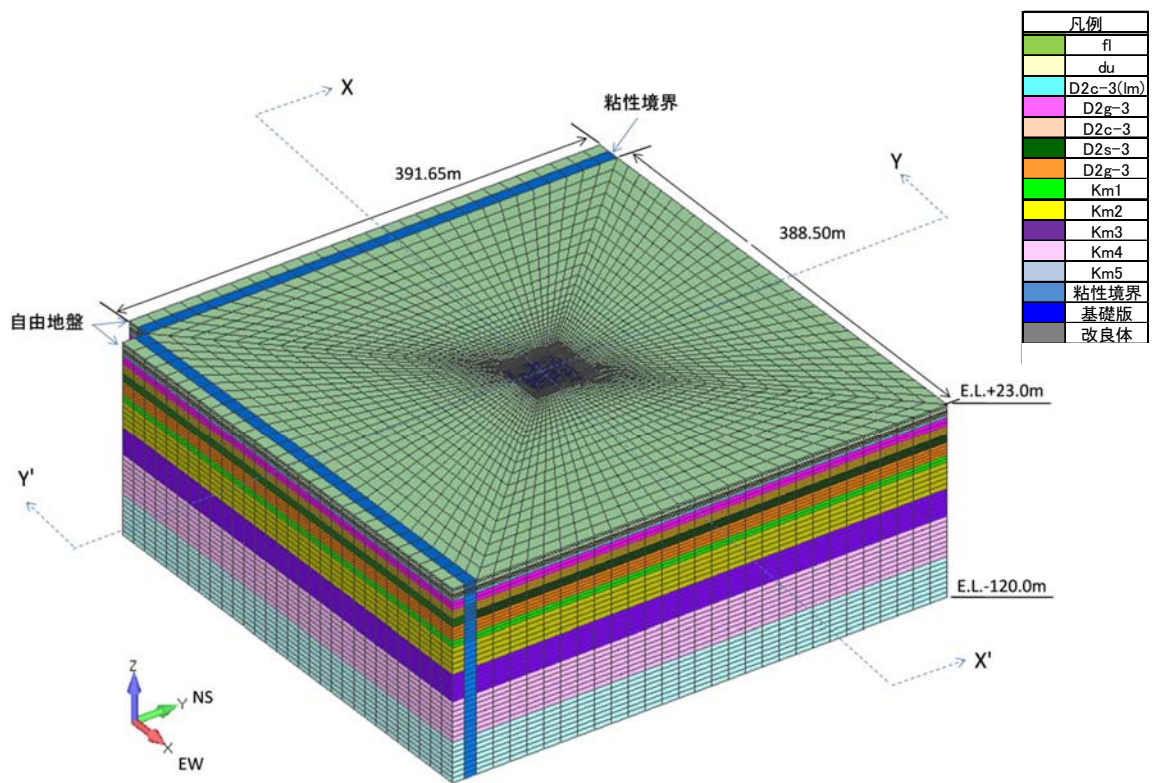 凡例
fl
du
D2c-3(lm)
D2g-3
D2c-3
D2s-3
D2g-3
Km1
Km2
Km3
Km4
Km5
粘性境界
基礎版
改良体
X
粘性境界
391.65m
Y
388.50m
自由地盤
E.L.+23.0m
Y'
E.L.-120.0m
X'
Z
Y NS
X
EW